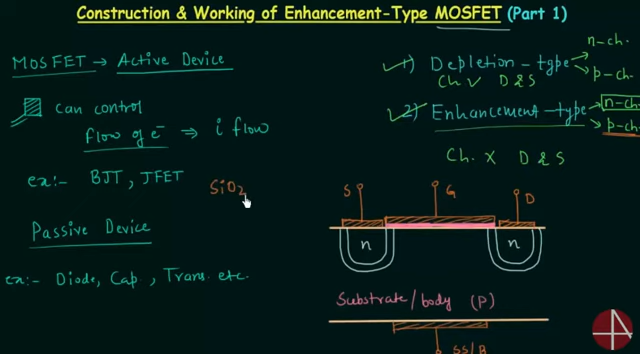 Construction & Working of Enhancement-Type MOSFET (Part 1)
MOSFET → Active Device
can control
flow of e⁻ ⇒ i flow
ex:- BJT, JFET
SiO2
Passive device
ex:- Diode, Cap, Trans. etc.
1) Depletion-type
n-ch.
p-ch.
Ch ✓ D & S
2) Enhancement-type
n-ch.
p-ch.
Ch. X D & S
S
G
D
n
n
Substrate/body (P)
SS/B